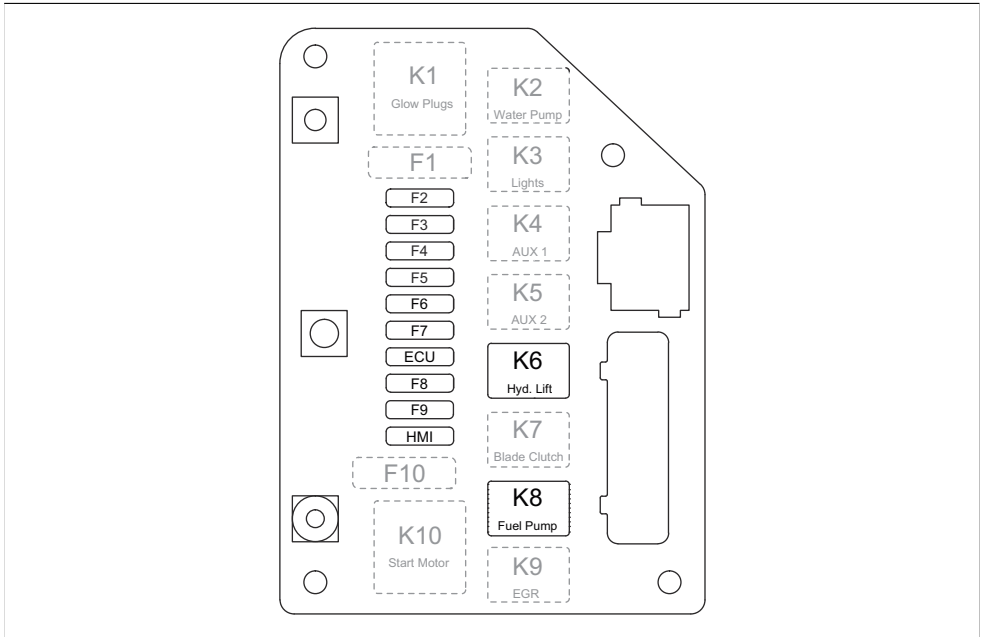 K1
Glow Plugs
K2
Water Pump
F1
K3
Lights
F2
F3
F4
F5
F6
F7
ECU
F8
F9
HMI
K4
AUX 1
K5
AUX 2
K6
Hyd. Lift
K7
Blade Clutch
F10
K8
Fuel Pump
K10
Start Motor
K9
EGR